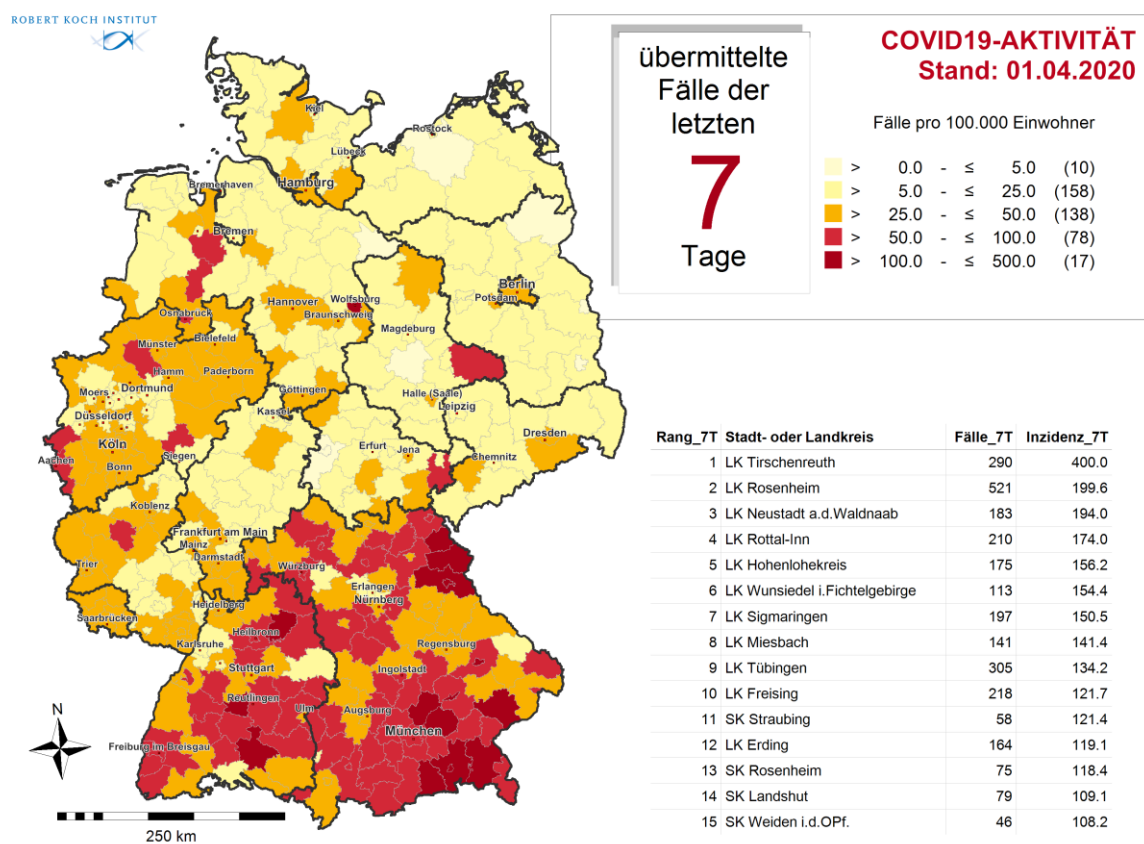 ROBERT KOCH INSTITUT
übermittelte
Fälle der
letzten
7
Tage
COVID19-AKTIVITÄT
Stand: 01.04.2020
Fälle pro 100.000 Einwohner
> 0.0 - ≤ 5.0 (10)
> 5.0 - ≤ 25.0 (158)
> 25.0 - ≤ 50.0 (138)
> 50.0 - ≤ 100.0 (78)
> 100.0 - ≤ 500.0 (17)
Kiel
Rostock
Lübeck
Bremerhaven
Hamburg
Bremen
Berlin
Potsdam
Wolfsburg
Hannover
Braunschweig
Osnabrück
Magdeburg
Bielefeld
Münster
Hamm
Paderborn
Moers
Dortmund
Göttingen
Halle (Saale)
Leipzig
Düsseldorf
Kassel
Dresden
Köln
Erfurt
Jena
Chemnitz
Aachen
Siegen
Bonn
Koblenz
Frankfurt am Main
Mainz
Darmstadt
Trier
Würzburg
Erlangen
Nürnberg
Heidelberg
Saarbrücken
Heilbronn
Karlsruhe
Regensburg
Stuttgart
Ingolstadt
Reutlingen
Ulm
Augsburg
München
Freiburg im Breisgau
N
250 km
Rang_7T Stadt- oder Landkreis Fälle_7T Inzidenz_7T
1 LK Tirschenreuth 290 400.0
2 LK Rosenheim 521 199.6
3 LK Neustadt a.d.Waldnaab 183 194.0
4 LK Rottal-Inn 210 174.0
5 LK Hohenlohekreis 175 156.2
6 LK Wunsiedel i.Fichtelgebirge 113 154.4
7 LK Sigmaringen 197 150.5
8 LK Miesbach 141 141.4
9 LK Tübingen 305 134.2
10 LK Freising 218 121.7
11 SK Straubing 58 121.4
12 LK Erding 164 119.1
13 SK Rosenheim 75 118.4
14 SK Landshut 79 109.1
15 SK Weiden i.d.OPf. 46 108.2